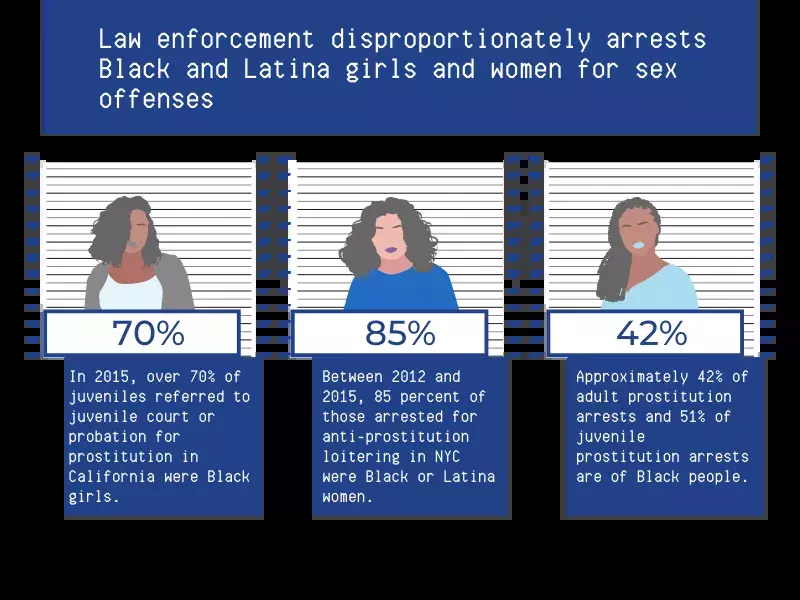 Law enforcement disproportionately arrests
Black and Latina girls and women for sex
offenses
70%
In 2015, over 70% of
juveniles referred to
juvenile court or
probation for
prostitution in
California were Black
girls.
85%
Between 2012 and
2015, 85 percent of
those arrested for
anti-prostitution
loitering in NYC
were Black or Latina
women.
42%
Approximately 42% of
adult prostitution
arrests and 51% of
juvenile
prostitution arrests
are of Black people.